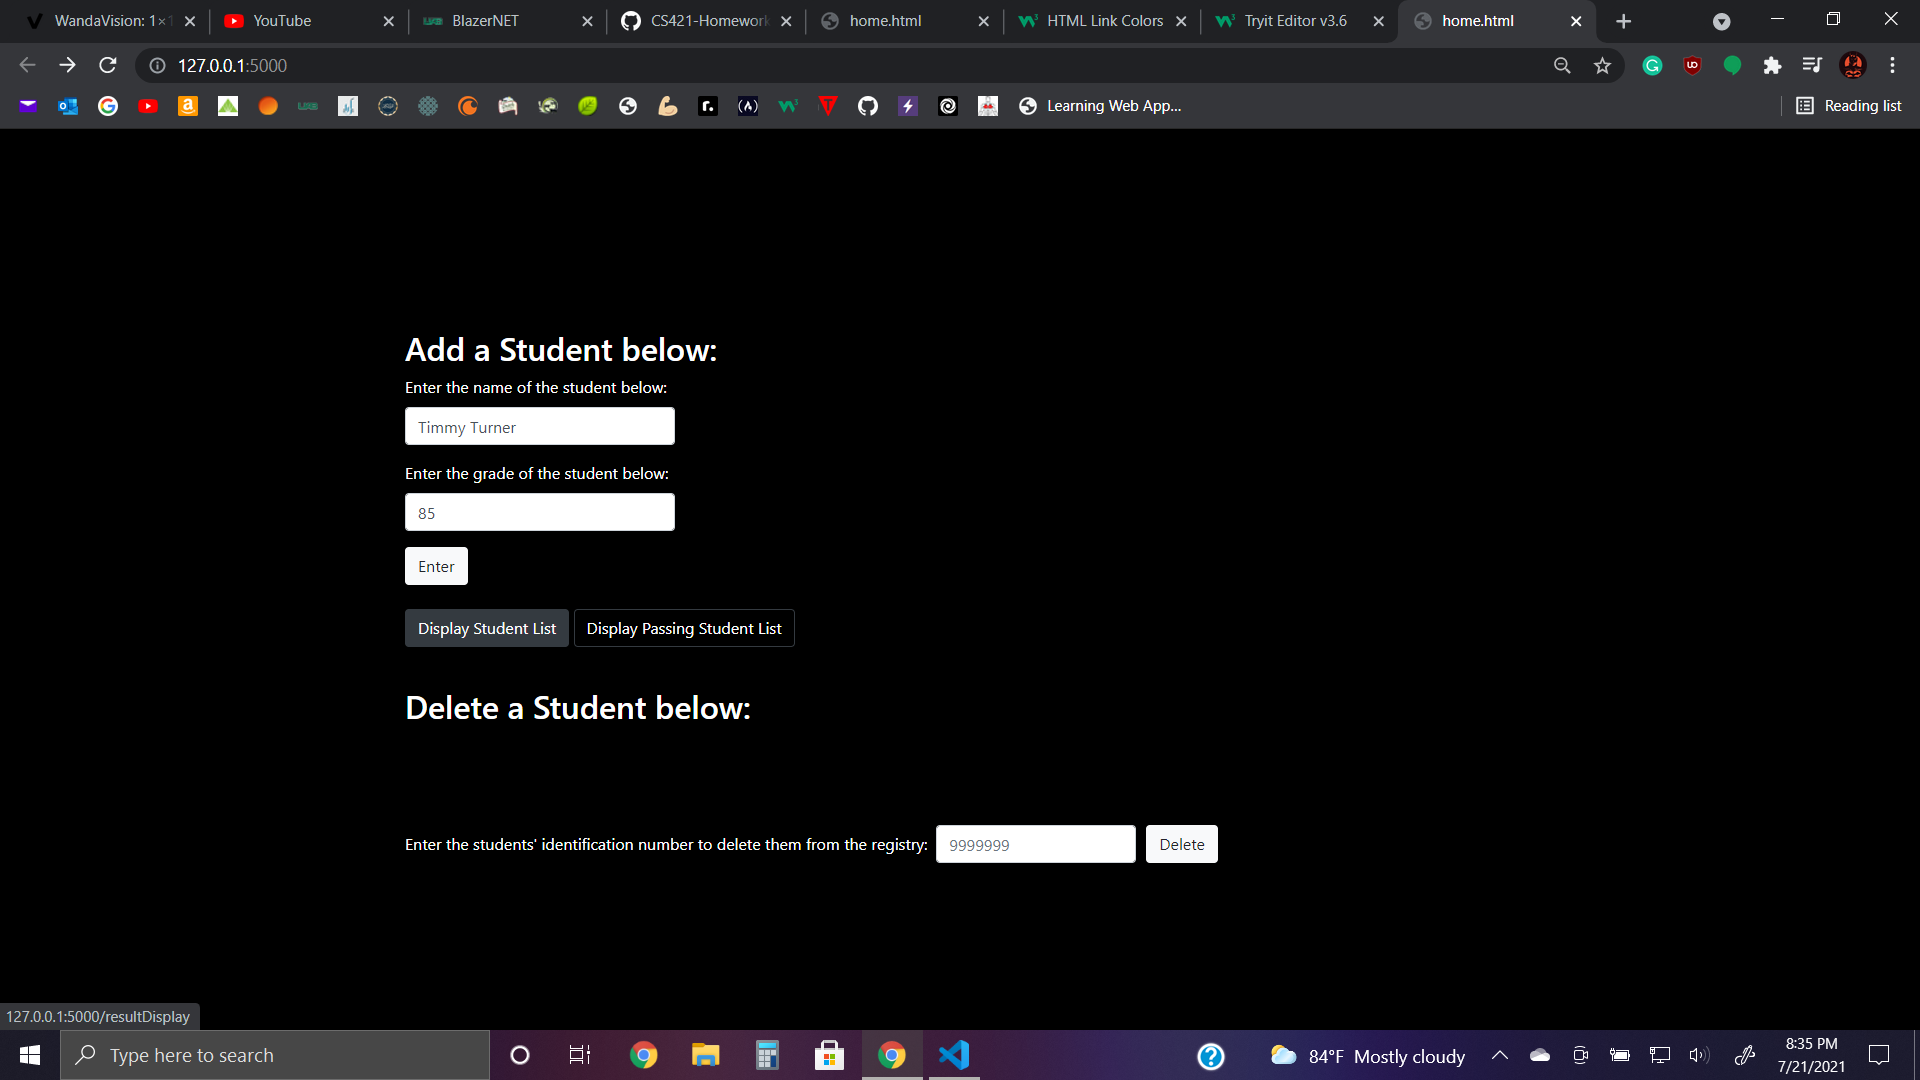 WandaVision: 1×1
YouTube
BlazerNET
CS421-Homework
home.html
HTML Link Colors
Tryit Editor v3.6
home.html
127.0.0.1:5000
Learning Web App...
Reading list
Add a Student below:
Enter the name of the student below:
Timmy Turner
Enter the grade of the student below:
85
Enter
Display Student List
Display Passing Student List
Delete a Student below:
Enter the students' identification number to delete them from the registry:
9999999
Delete
127.0.0.1:5000/resultDisplay
Type here to search
84°F Mostly cloudy
8:35 PM
7/21/2021